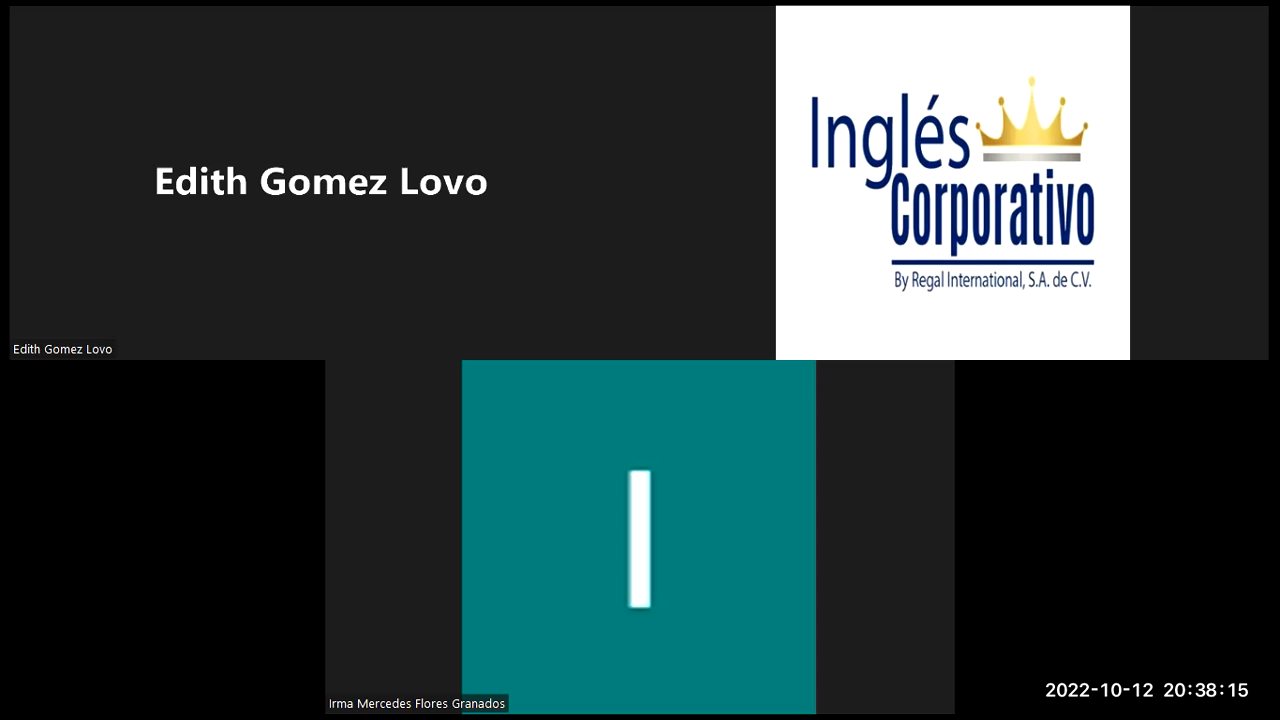 Edith Gomez Lovo
Edith Gomez Lovo
Inglés
Corporativo
By Regal International, S.A. de C.V.
I
Irma Mercedes Flores Granados
2022-10-12 20:38:15